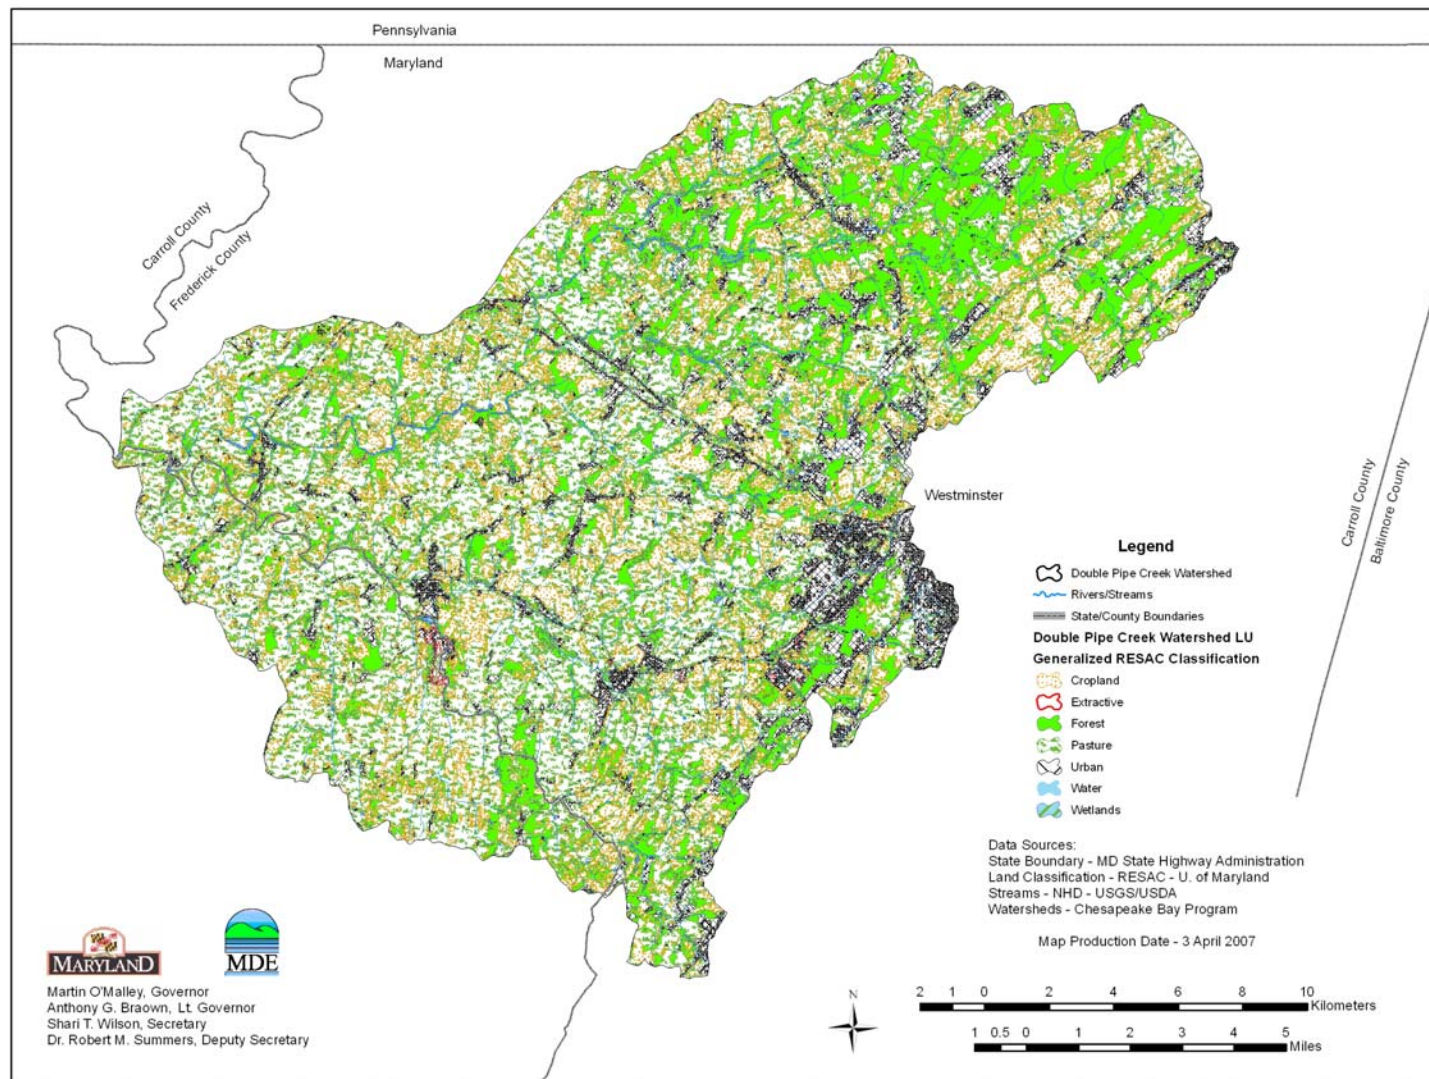 Pennsylvania
Maryland
Carroll County
Frederick County
Westminster
Carroll County
Baltimore County
Legend
Double Pipe Creek Watershed
Rivers/Streams
State/County Boundaries
Double Pipe Creek Watershed LU
Generalized RESAC Classification
Cropland
Extractive
Forest
Pasture
Urban
Water
Wetlands
Data Sources:
State Boundary - MD State Highway Administration
Land Classification - RESAC - U. of Maryland
Streams - NHD - USGS/USDA
Watersheds - Chesapeake Bay Program
Map Production Date - 3 April 2007
MARYLAND
MDE
Martin O'Malley, Governor
Anthony G. Braown, Lt. Governor
Shari T. Wilson, Secretary
Dr. Robert M. Summers, Deputy Secretary
N
2 1 0 2 4 6 8 10
Kilometers
1 0.5 0 1 2 3 4 5
Miles